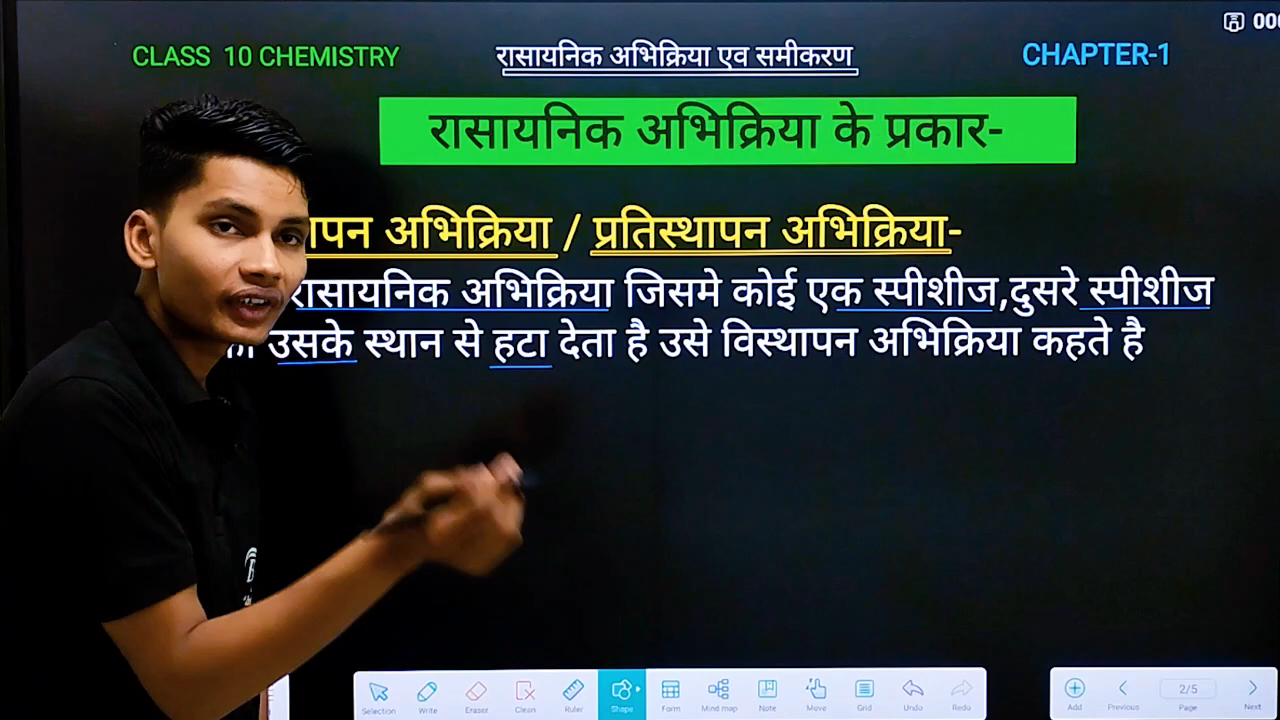 000
CLASS 10 CHEMISTRY
रासायनिक अभिक्रिया एव समीकरण
CHAPTER-1
रासायनिक अभिक्रिया के प्रकार-
अभिक्रिया / प्रतिस्थापन अभिक्रिया-
रासायनिक अभिक्रिया जिसमे कोई एक स्पीशीज,दुसरे स्पीशीज
उसके स्थान से हटा देता है उसे विस्थापन अभिक्रिया कहते है
Selection Write Eraser Clean Ruler Shape Form Mind map Note Move Grid Undo Redo
Add Previous 2/5 Page Next